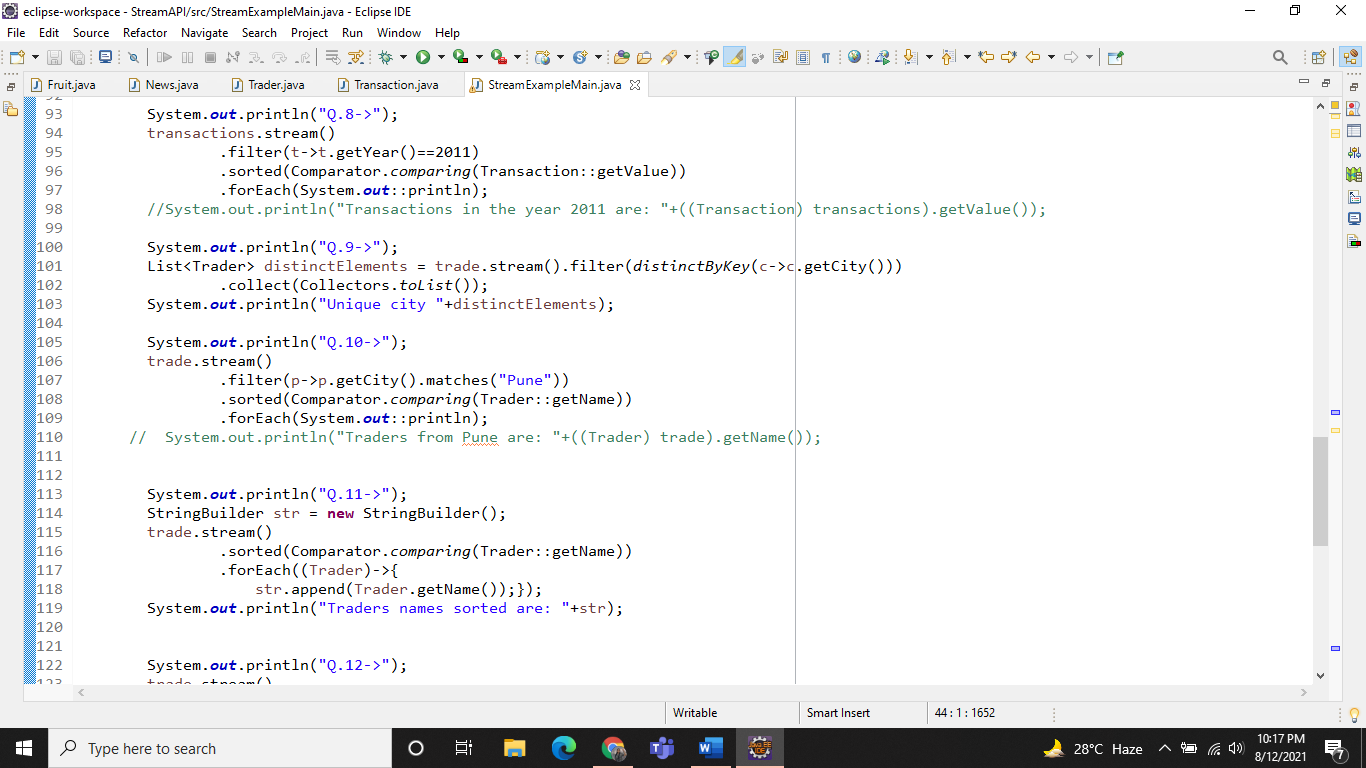 eclipse-workspace - StreamAPI/src/StreamExampleMain.java - Eclipse IDE
File Edit Source Refactor Navigate Search Project Run Window Help
Fruit.java News.java Trader.java Transaction.java StreamExampleMain.java
93 System.out.println("Q.8->");
94 transactions.stream()
95 .filter(t->t.getYear()==2011)
96 .sorted(Comparator.comparing(Transaction::getValue))
97 .forEach(System.out::println);
98 //System.out.println("Transactions in the year 2011 are: "+((Transaction) transactions).getValue());
99
100 System.out.println("Q.9->");
101 List<Trader> distinctElements = trade.stream().filter(distinctByKey(c->c.getCity()))
102 .collect(Collectors.toList());
103 System.out.println("Unique city "+distinctElements);
104
105 System.out.println("Q.10->");
106 trade.stream()
107 .filter(p->p.getCity().matches("Pune"))
108 .sorted(Comparator.comparing(Trader::getName))
109 .forEach(System.out::println);
110 // System.out.println("Traders from Pune are: "+((Trader) trade).getName());
111
112
113 System.out.println("Q.11->");
114 StringBuilder str = new StringBuilder();
115 trade.stream()
116 .sorted(Comparator.comparing(Trader::getName))
117 .forEach((Trader)->{
118 str.append(Trader.getName());});
119 System.out.println("Traders names sorted are: "+str);
120
121
122 System.out.println("Q.12->");
123 trade.stream()
Writable Smart Insert 44 : 1 : 1652
Type here to search
28°C Haze
10:17 PM
8/12/2021
7